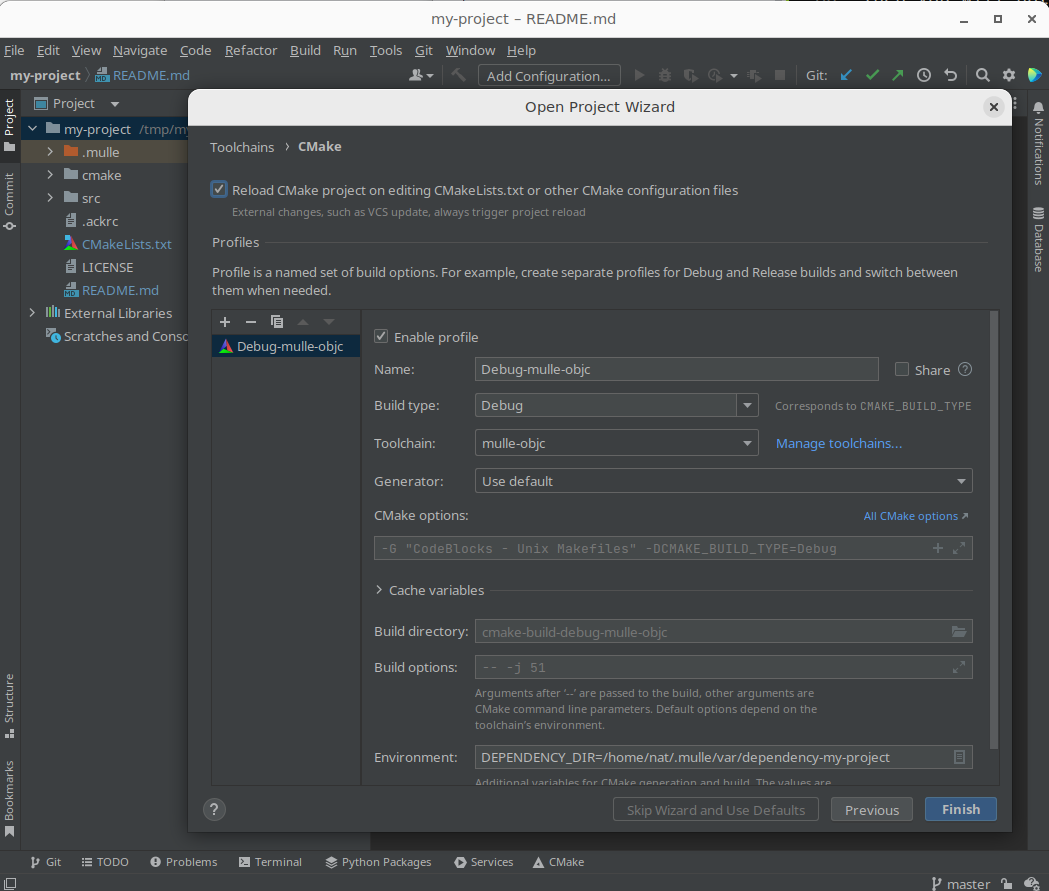 my-project – README.md
File Edit View Navigate Code Refactor Build Run Tools Git Window Help
my-project README.md Add Configuration... Git:
Project
Project
Commit
Structure
Bookmarks
my-project /tmp/my
.mulle
cmake
src
.ackrc
CMakeLists.txt
LICENSE
README.md
External Libraries
Scratches and Consc
Open Project Wizard
Toolchains › CMake
Reload CMake project on editing CMakeLists.txt or other CMake configuration files
External changes, such as VCS update, always trigger project reload
Profiles
Profile is a named set of build options. For example, create separate profiles for Debug and Release builds and switch between
them when needed.
Debug-mulle-objc
Enable profile
Name: Debug-mulle-objc Share ?
Build type: Debug Corresponds to CMAKE_BUILD_TYPE
Toolchain: mulle-objc Manage toolchains...
Generator: Use default
CMake options: All CMake options ↗
-G "CodeBlocks - Unix Makefiles" -DCMAKE_BUILD_TYPE=Debug
Cache variables
Build directory: cmake-build-debug-mulle-objc
Build options: -- -j 51
Arguments after '--' are passed to the build, other arguments are
CMake command line parameters. Default options depend on the
toolchain's environment.
Environment: DEPENDENCY_DIR=/home/nat/.mulle/var/dependency-my-project
Additional variables for CMake generation and build. The values are
? Skip Wizard and Use Defaults Previous Finish
Notifications
Database
Git TODO Problems Terminal Python Packages Services CMake
master